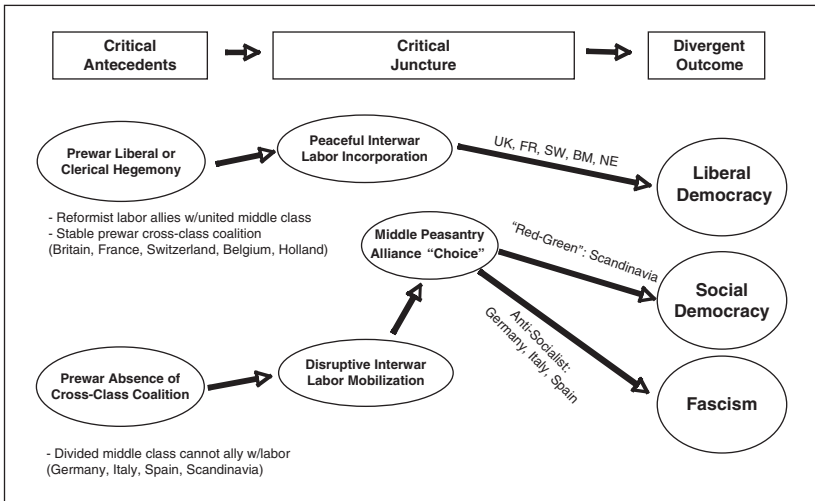 Critical
Antecedents
Critical
Juncture
Divergent
Outcome
Prewar Liberal or
Clerical Hegemony
Peaceful Interwar
Labor Incorporation
UK, FR, SW, BM, NE
Liberal
Democracy
- Reformist labor allies w/united middle class
- Stable prewar cross-class coalition
(Britain, France, Switzerland, Belgium, Holland)
Middle Peasantry
Alliance “Choice”
“Red-Green”: Scandinavia
Social
Democracy
Anti-Socialist:
Germany, Italy, Spain
Prewar Absence of
Cross-Class Coalition
Disruptive Interwar
Labor Mobilization
Fascism
- Divided middle class cannot ally w/labor
(Germany, Italy, Spain, Scandinavia)